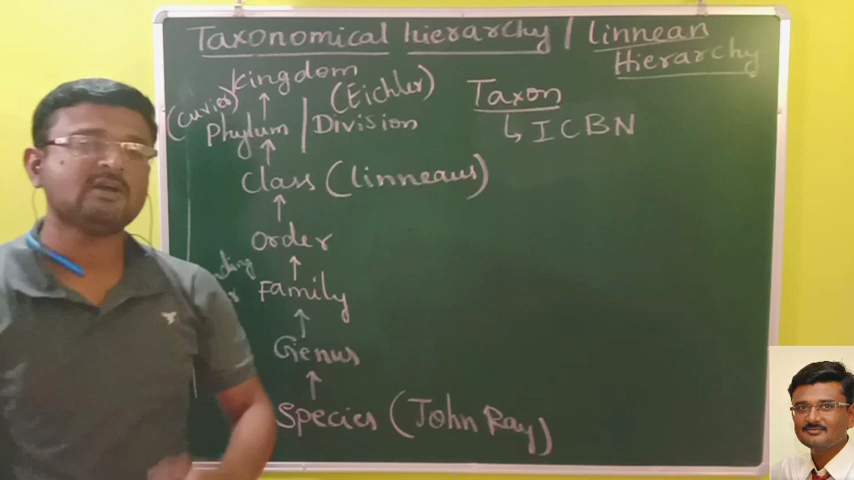 Taxonomical hierarchy / linnean Hierarchy
Kingdom
(Cuvier) (Eichler)
Phylum / Division
Class (linneaus)
Order
Family
Genus
Species (John Ray)
Taxon
↳ ICBN